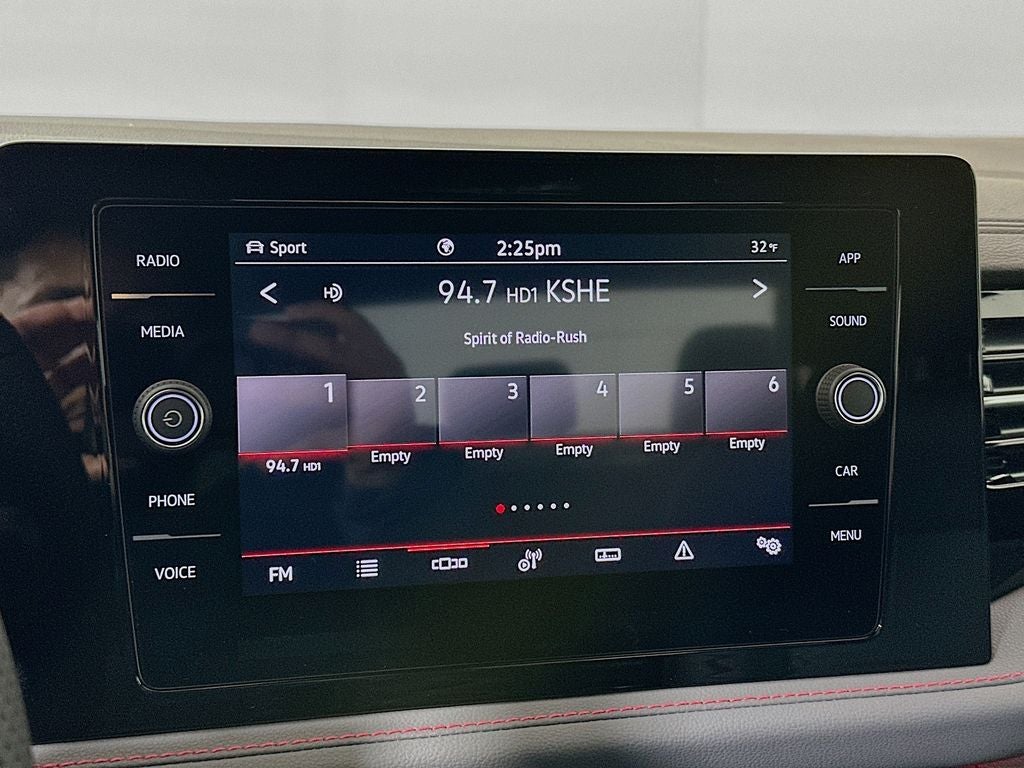 RADIO
MEDIA
PHONE
VOICE
Sport 2:25pm 32°F
< HD 94.7 HD1 KSHE >
Spirit of Radio-Rush
1 2 3 4 5 6
94.7 HD1 Empty Empty Empty Empty Empty
FM
APP
SOUND
CAR
MENU